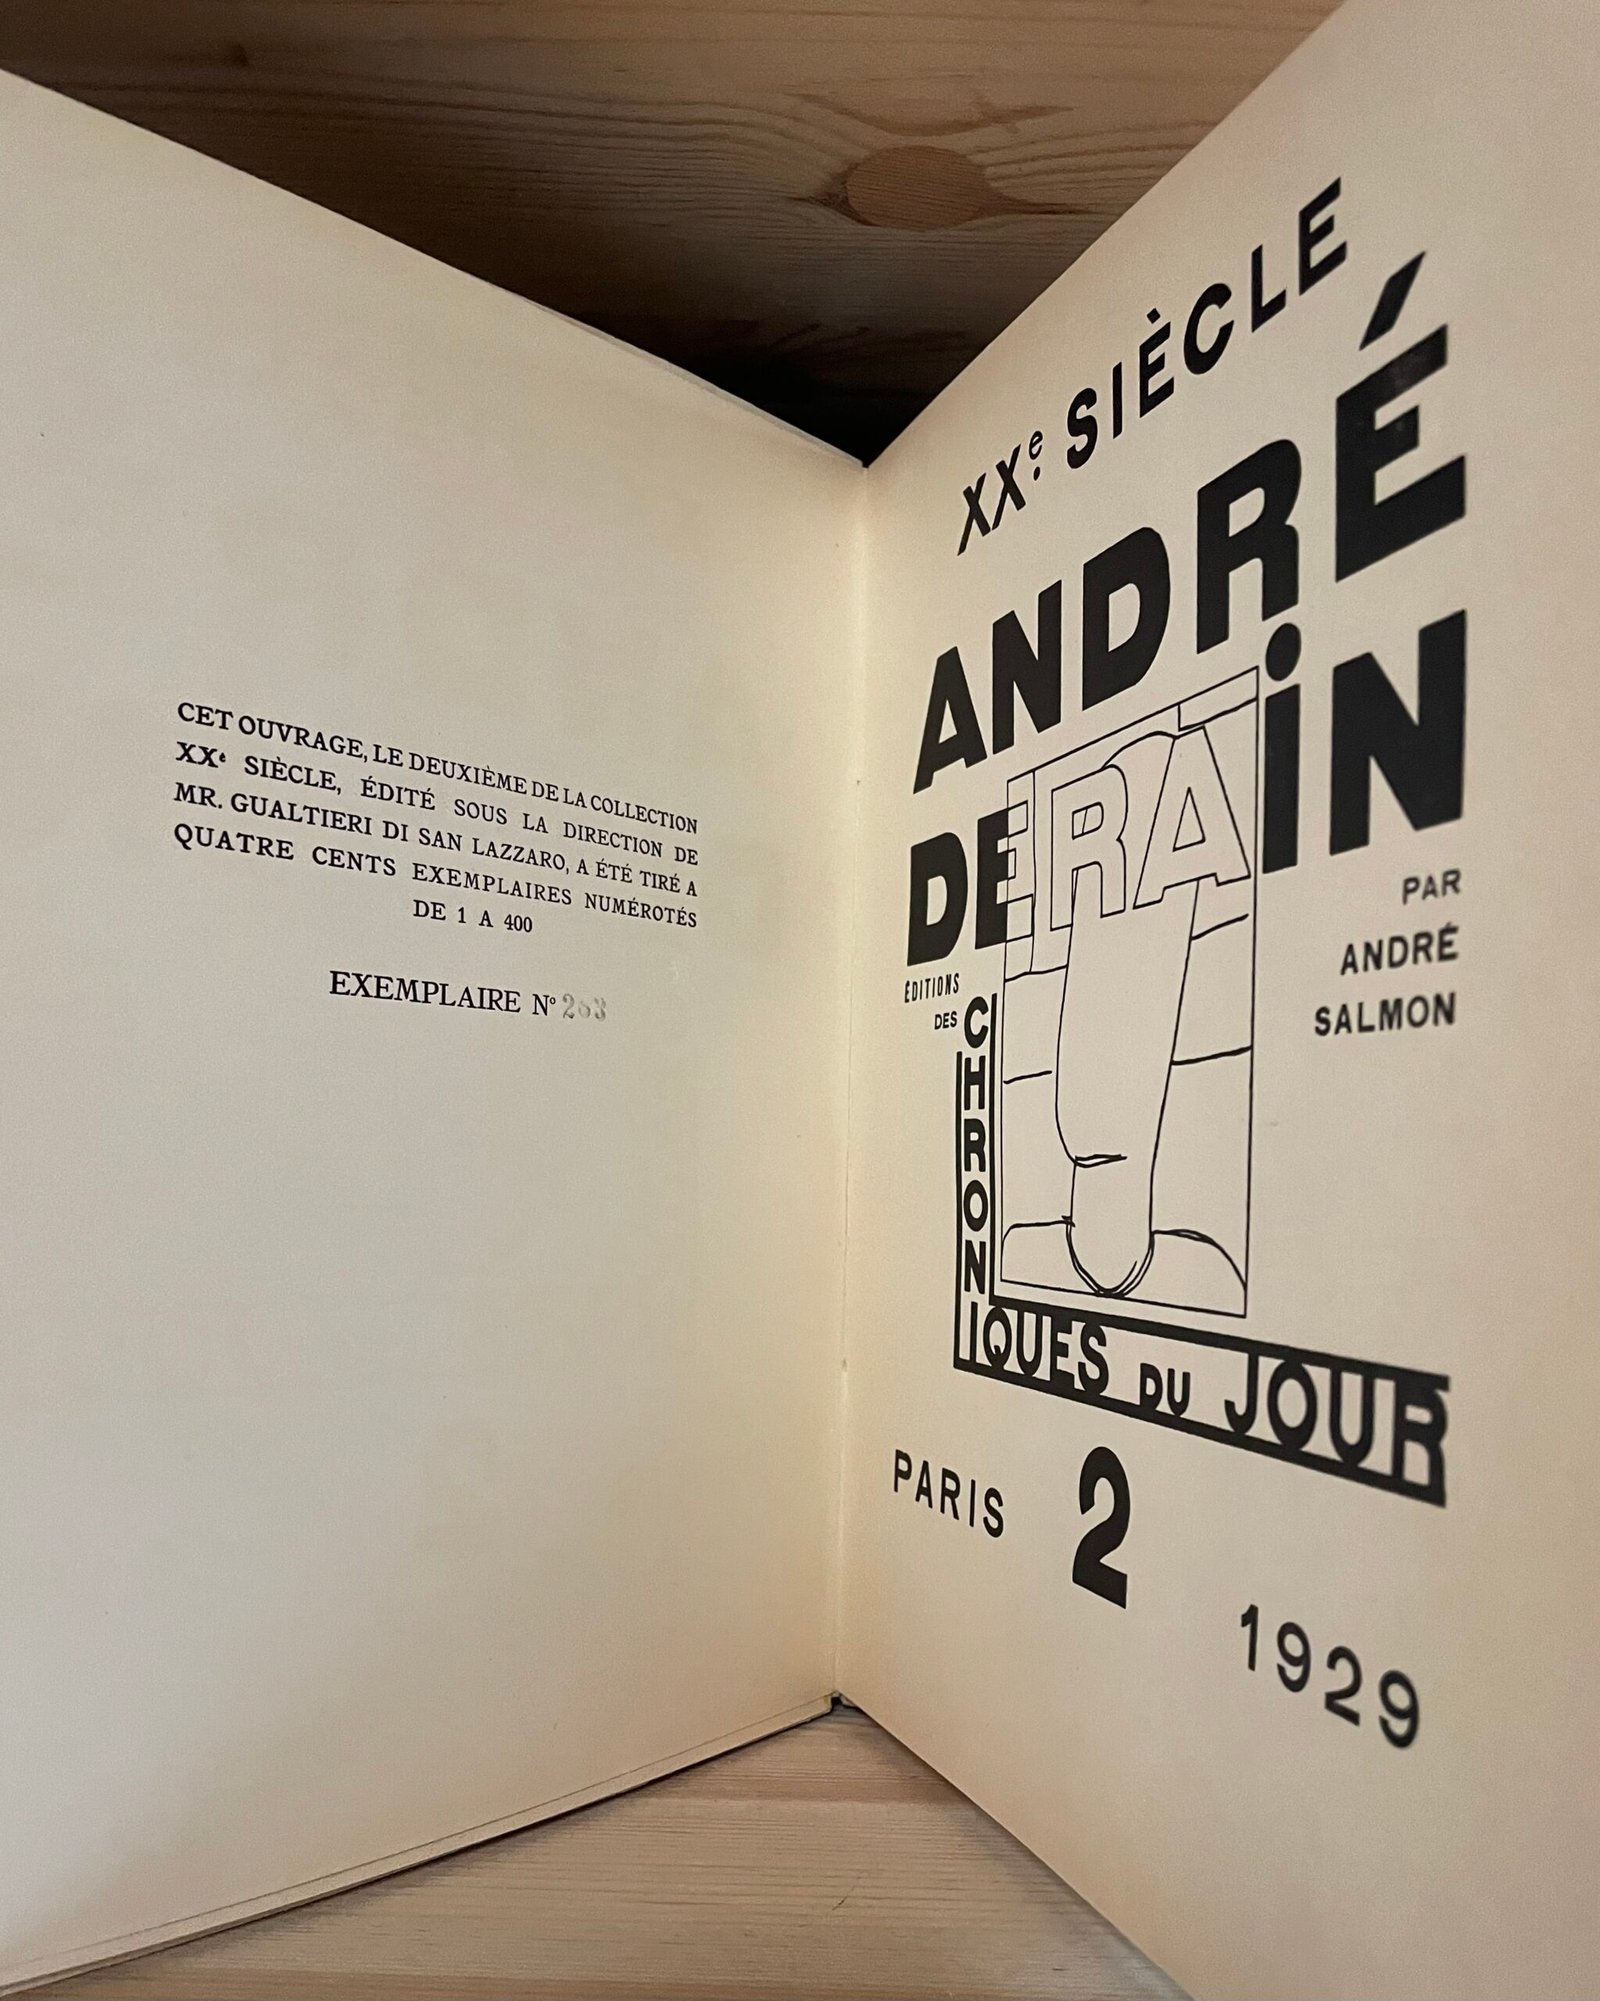 CET OUVRAGE, LE DEUXIÈME DE LA COLLECTION
XXe SIÈCLE, ÉDITÉ SOUS LA DIRECTION DE
MR. GUALTIERI DI SAN LAZZARO, A ÉTÉ TIRÉ A
QUATRE CENTS EXEMPLAIRES NUMÉROTÉS
DE 1 A 400
EXEMPLAIRE No
XXe. SIÈCLE
ANDRÉ
DERAiN
PAR
ANDRÉ
SALMON
ÉDITIONS
DES
CHRONIQUES DU JOUR
PARIS 2 1929